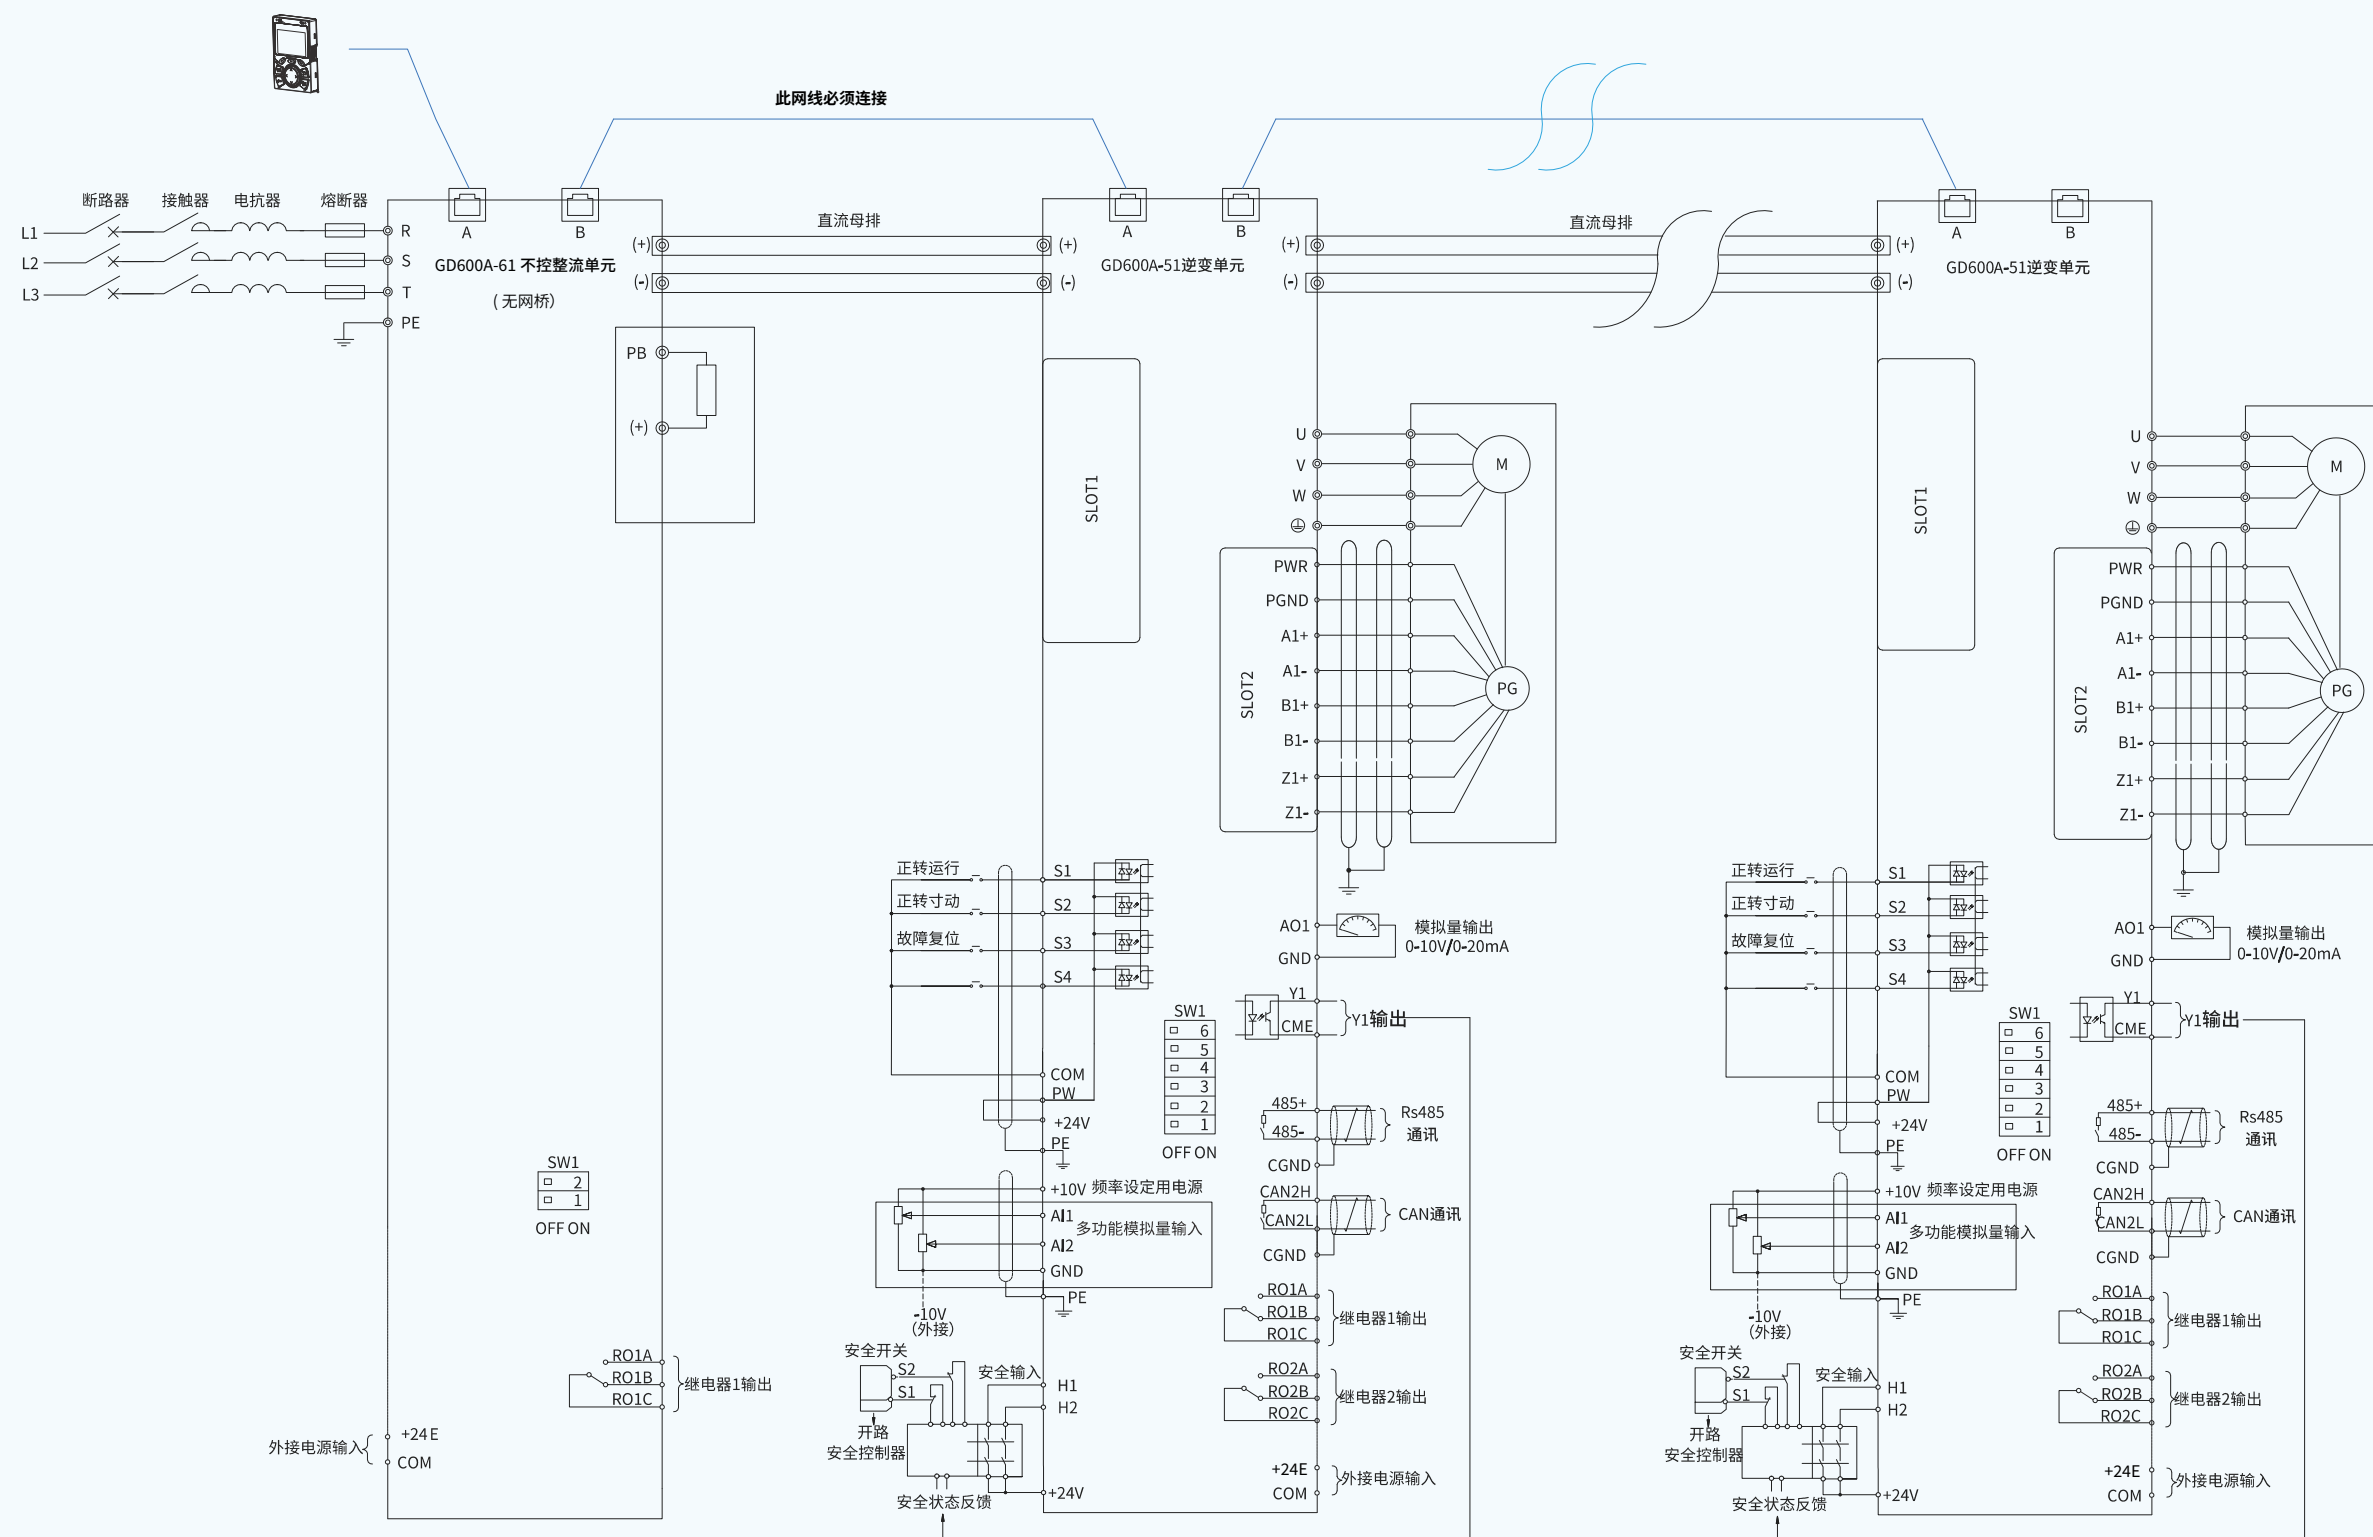 此网线必须连接
断路器 接触器 电抗器 熔断器
L1
L2
L3
R
S
T
PE
A
B
GD600A-61 不控整流单元
( 无网桥)
(+)
(-)
直流母排
(+)
(-)
PB
(+)
SW1
2
1
OFF ON
RO1A
RO1B
RO1C
继电器1输出
外接电源输入
+24E
COM
A
B
GD600A-51逆变单元
(+)
(-)
直流母排
SLOT1
U
V
W
M
SLOT2
PWR
PGND
A1+
A1-
B1+
B1-
Z1+
Z1-
PG
正转运行
正转寸动
故障复位
S1
S2
S3
S4
COM
PW
+24V
PE
SW1
6
5
4
3
2
1
OFF ON
+10V 频率设定用电源
AI1
多功能模拟量输入
AI2
GND
PE
-10V
(外接)
安全开关
S2
S1
安全输入
H1
H2
开路
安全控制器
安全状态反馈
+24V
AO1
GND
模拟量输出
0-10V/0-20mA
Y1
CME
Y1输出
485+
485-
CGND
Rs485
通讯
CAN2H
CAN2L
CGND
CAN通讯
RO1A
RO1B
RO1C
继电器1输出
RO2A
RO2B
RO2C
继电器2输出
+24E
COM
外接电源输入
A
B
GD600A-51逆变单元
(+)
(-)
SLOT1
U
V
W
M
SLOT2
PWR
PGND
A1+
A1-
B1+
B1-
Z1+
Z1-
PG
正转运行
正转寸动
故障复位
S1
S2
S3
S4
COM
PW
+24V
PE
SW1
6
5
4
3
2
1
OFF ON
+10V 频率设定用电源
AI1
多功能模拟量输入
AI2
GND
PE
-10V
(外接)
安全开关
S2
S1
安全输入
H1
H2
开路
安全控制器
安全状态反馈
+24V
AO1
GND
模拟量输出
0-10V/0-20mA
Y1
CME
Y1输出
485+
485-
CGND
Rs485
通讯
CAN2H
CAN2L
CGND
CAN通讯
RO1A
RO1B
RO1C
继电器1输出
RO2A
RO2B
RO2C
继电器2输出
+24E
COM
外接电源输入